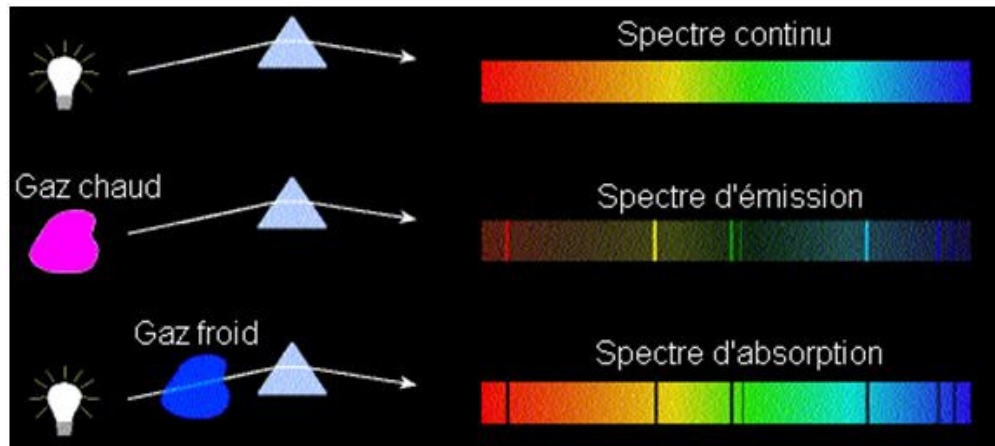 Spectre continu
Gaz chaud
Spectre d'émission
Gaz froid
Spectre d'absorption